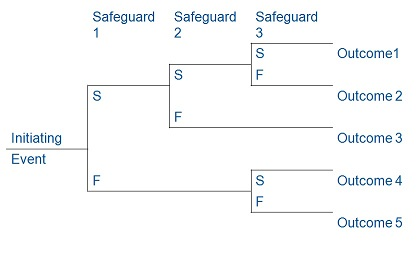 Safeguard Safeguard Safeguard
1 2 3
S Outcome1
S F
S Outcome 2
F
Initiating Outcome 3
Event
F S Outcome 4
F
Outcome 5